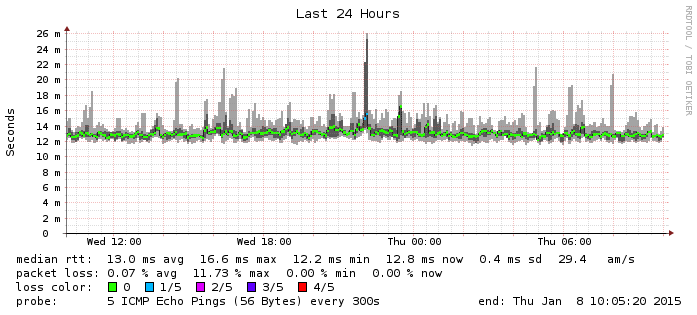 Last 24 Hours
RRDTOOL / TOBI OETIKER
Seconds
26 m
24 m
22 m
20 m
18 m
16 m
14 m
12 m
10 m
8 m
6 m
4 m
2 m
0
Wed 12:00 Wed 18:00 Thu 00:00 Thu 06:00
median rtt: 13.0 ms avg 16.6 ms max 12.2 ms min 12.8 ms now 0.4 ms sd 29.4 am/s
packet loss: 0.07 % avg 11.73 % max 0.00 % min 0.00 % now
loss color: 0 1/5 2/5 3/5 4/5
probe: 5 ICMP Echo Pings (56 Bytes) every 300s end: Thu Jan 8 10:05:20 2015